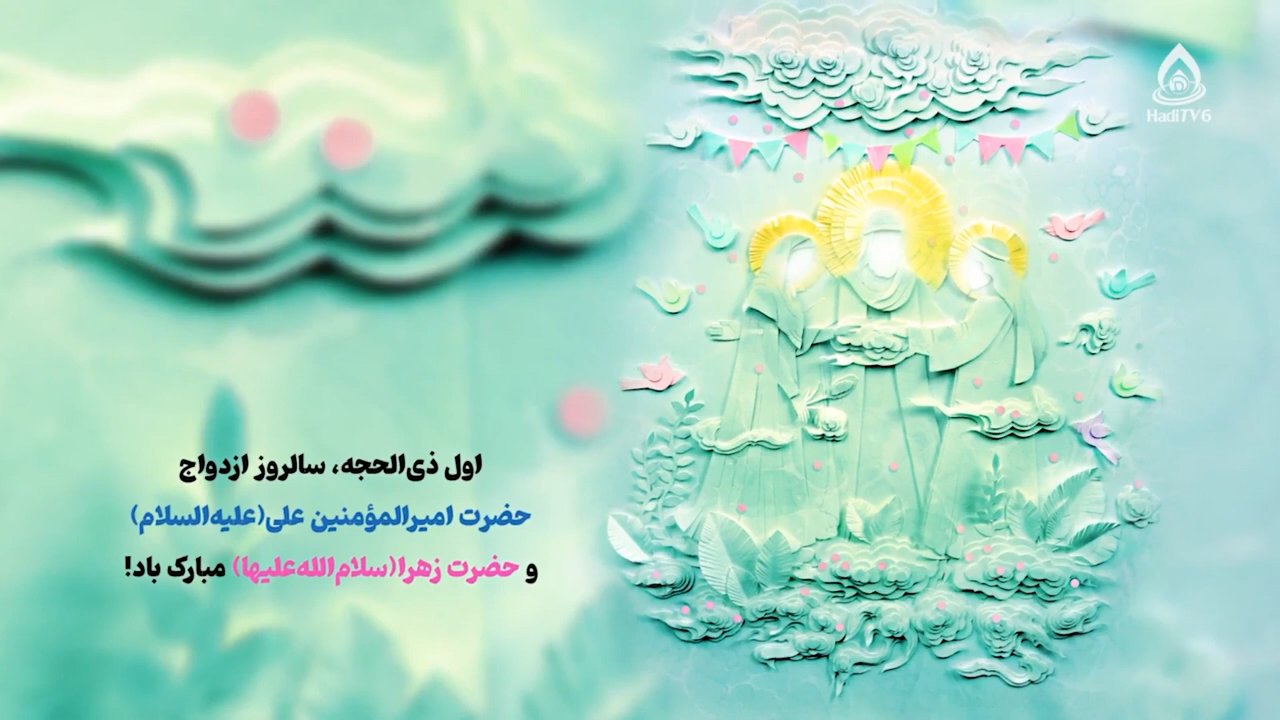 HadiTV6
اول ذی‌الحجه، سالروز ازدواج
حضرت امیرالمؤمنین علی(علیه‌السلام)
و حضرت زهرا(سلام‌الله‌علیها) مبارک باد!